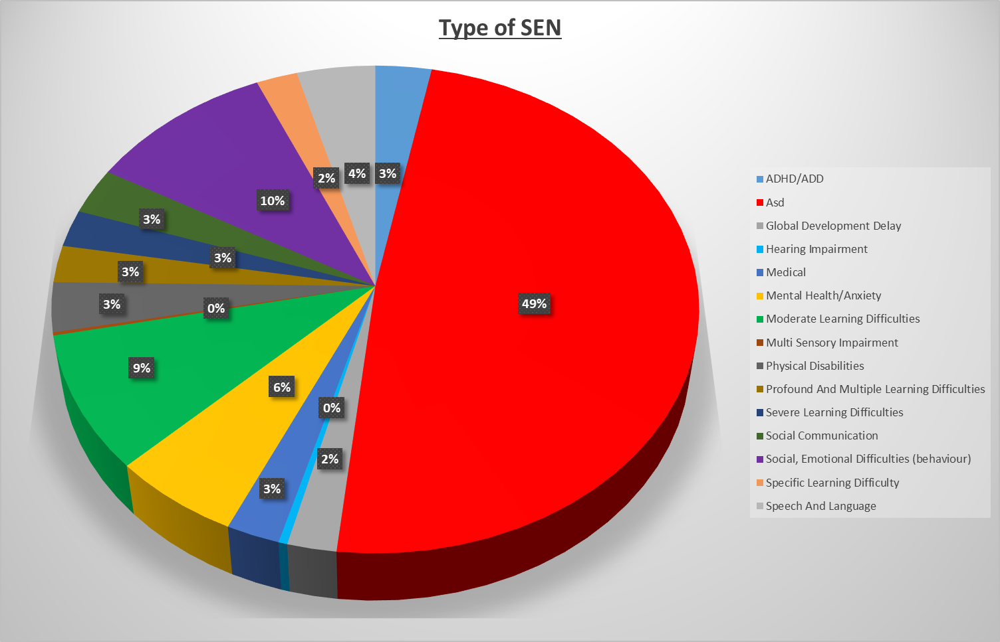 Type of SEN
4%
3%
2%
10%
3%
3%
3%
49%
3%
0%
9%
6%
0%
2%
3%
ADHD/ADD
Asd
Global Development Delay
Hearing Impairment
Medical
Mental Health/Anxiety
Moderate Learning Difficulties
Multi Sensory Impairment
Physical Disabilities
Profound And Multiple Learning Difficulties
Severe Learning Difficulties
Social Communication
Social, Emotional Difficulties (behaviour)
Specific Learning Difficulty
Speech And Language